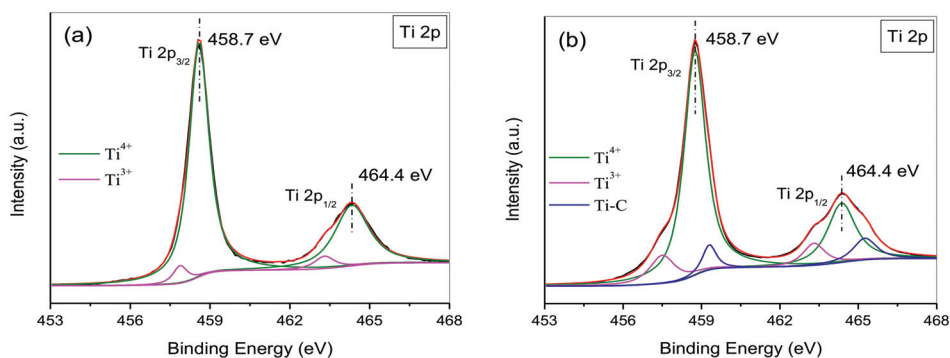 (a)
458.7 eV
Ti 2p
Ti 2p3/2
Ti4+
Ti3+
464.4 eV
Ti 2p1/2
Intensity (a.u.)
453 456 459 462 465 468
Binding Energy (eV)
(b)
458.7 eV
Ti 2p
Ti 2p3/2
Ti4+
Ti3+
Ti-C
464.4 eV
Ti 2p1/2
Intensity (a.u.)
453 456 459 462 465 468
Binding Energy (eV)